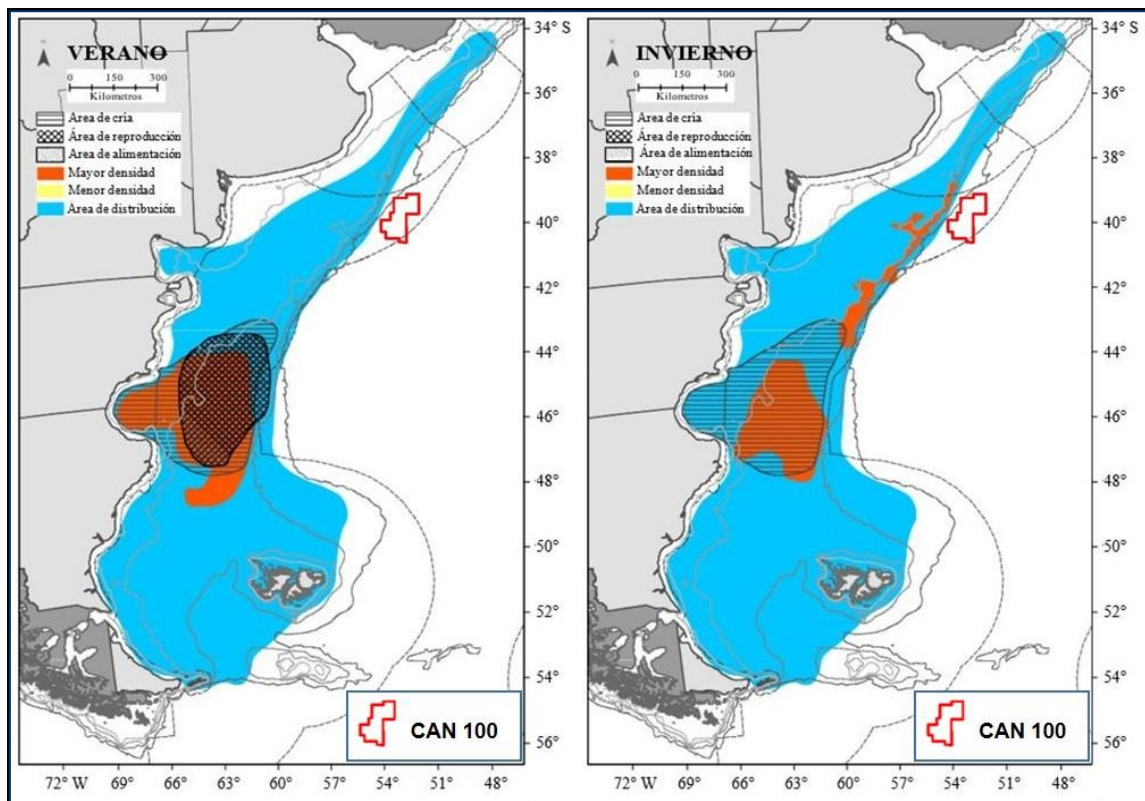 VERANO
0 150 300
Kilometros
Area de cría
Área de reproducción
Area de alimentación
Mayor densidad
Menor densidad
Area de distribución
CAN 100
72° W 69° 66° 63° 60° 57° 54° 51° 48°
34° S
36°
38°
40°
42°
44°
46°
48°
50°
52°
54°
56°
INVIERNO
0 150 300
Kilometros
Area de cría
Área de reproducción
Área de alimentación
Mayor densidad
Menor densidad
Area de distribución
CAN 100
72° W 69° 66° 63° 60° 57° 54° 51° 48°
34° S
36°
38°
40°
42°
44°
46°
48°
50°
52°
54°
56°